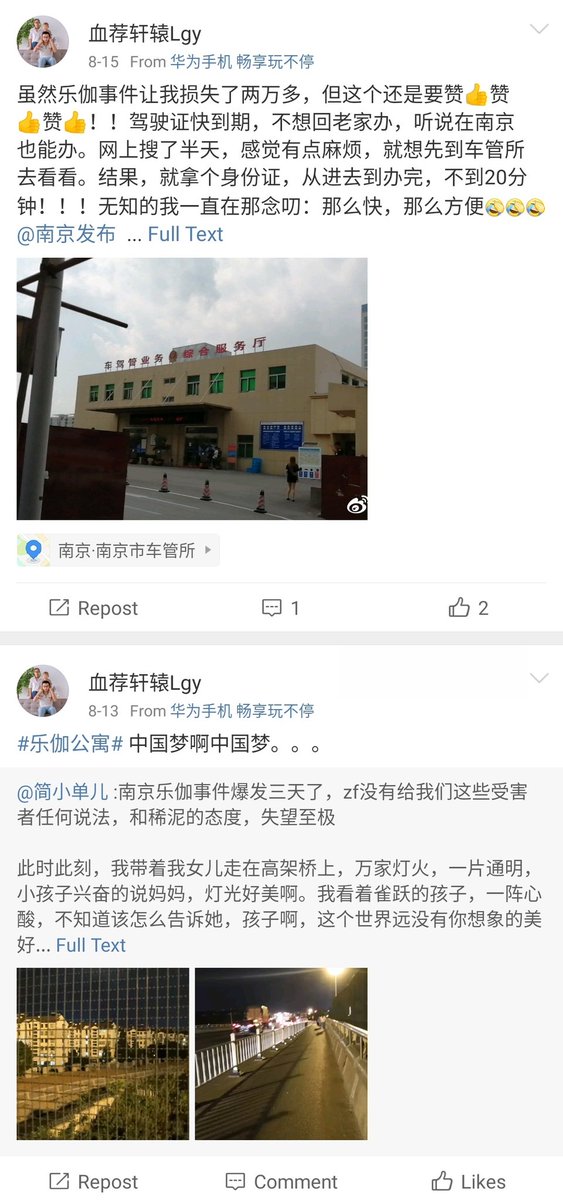 血荐轩辕Lgy
8-15 From 华为手机 畅享玩不停
虽然乐伽事件让我损失了两万多，但这个还是要赞👍赞
👍赞👍！！驾驶证快到期，不想回老家办，听说在南京
也能办。网上搜了半天，感觉有点麻烦，就想先到车管所
去看看。结果，就拿个身份证，从进去到办完，不到20分
钟！！！无知的我一直在那念叨：那么快，那么方便🤣🤣🤣
@南京发布 ... Full Text
车驾管业务 综合服务厅
南京·南京市车管所
Repost
1
2
血荐轩辕Lgy
8-13 From 华为手机 畅享玩不停
#乐伽公寓# 中国梦啊中国梦。。。
@简小单儿 :南京乐伽事件爆发三天了，zf没有给我们这些受害
者任何说法，和稀泥的态度，失望至极
此时此刻，我带着我女儿走在高架桥上，万家灯火，一片通明，
小孩子兴奋的说妈妈，灯光好美啊。我看着雀跃的孩子，一阵心
酸，不知道该怎么告诉她，孩子啊，这个世界远没有你想象的美
好... Full Text
Repost
Comment
Likes